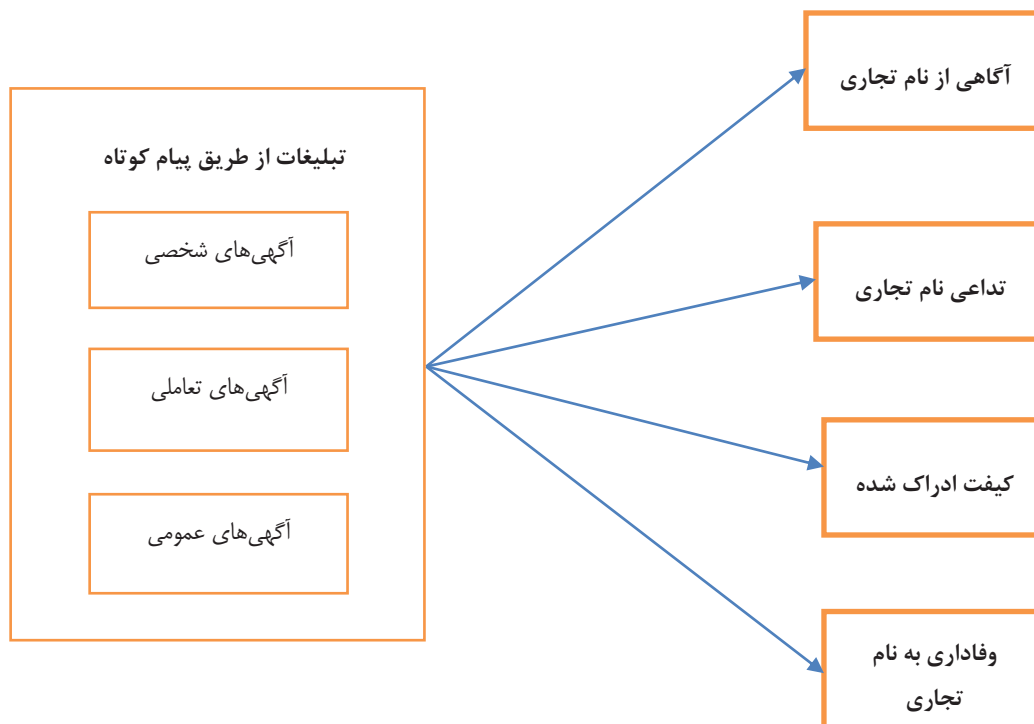 آگاهی از نام تجاری
تبلیغات از طریق پیام کوتاه
آگهی‌های شخصی
تداعی نام تجاری
آگهی‌های تعاملی
کیفت ادراک شده
آگهی‌های عمومی
وفاداری به نام
تجاری